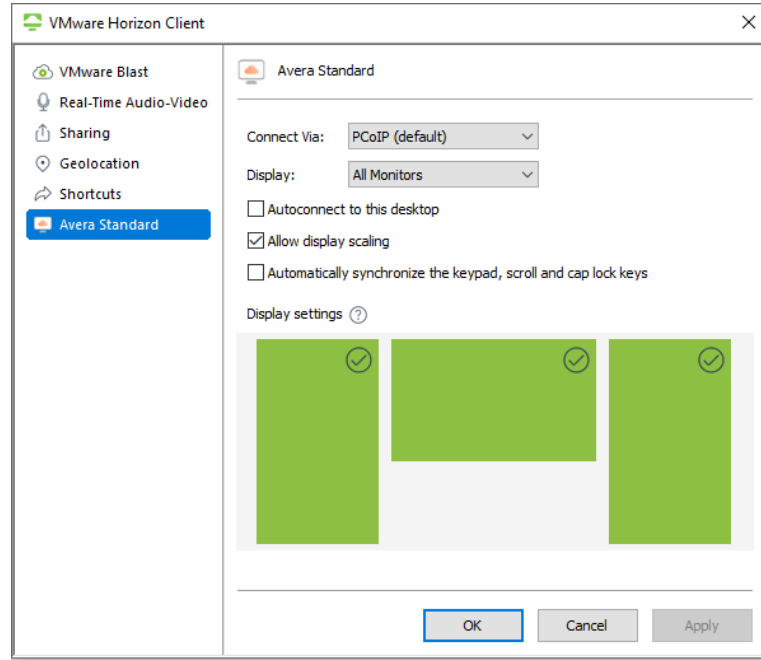 VMware Horizon Client
VMware Blast
Real-Time Audio-Video
Sharing
Geolocation
Shortcuts
Avera Standard
Avera Standard
Connect Via: PCoIP (default)
Display: All Monitors
Autoconnect to this desktop
Allow display scaling
Automatically synchronize the keypad, scroll and cap lock keys
Display settings ?
OK Cancel Apply